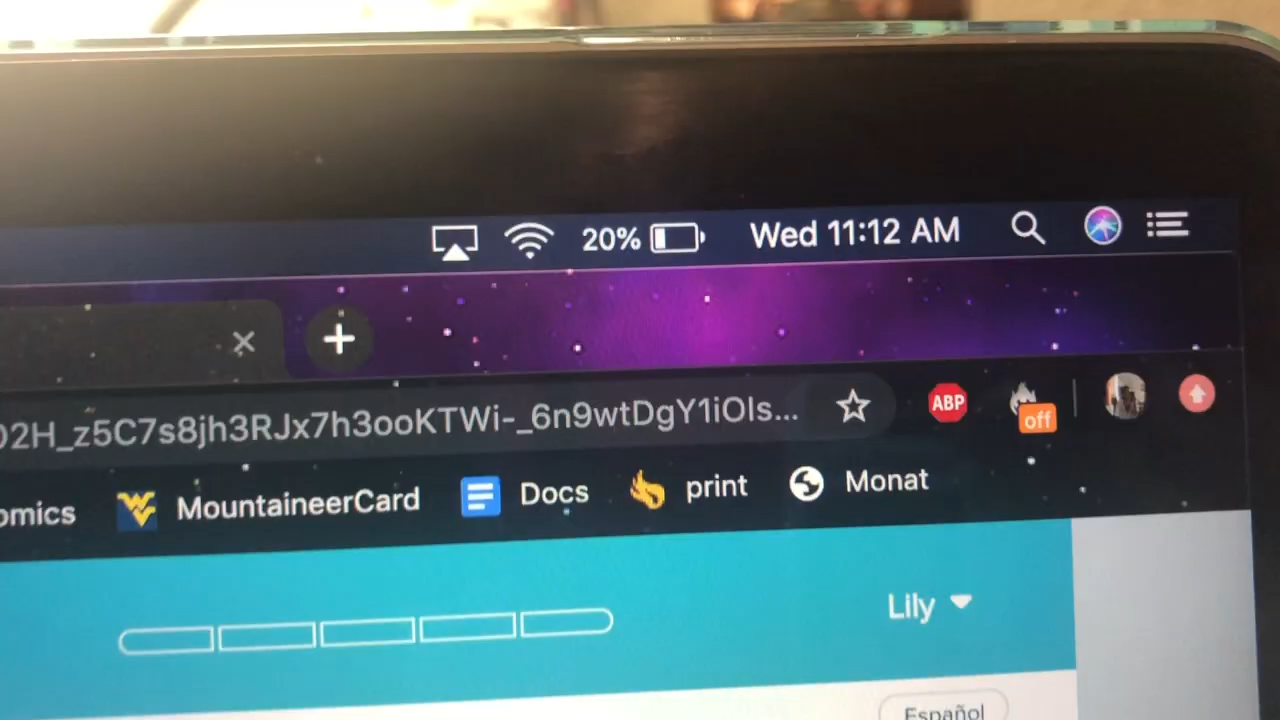 20% Wed 11:12 AM
02H_z5C7s8jh3RJx7h3ooKTWi-_6n9wtDgY1iOIs... ABP off
omics MountaineerCard Docs print Monat
Lily
Español